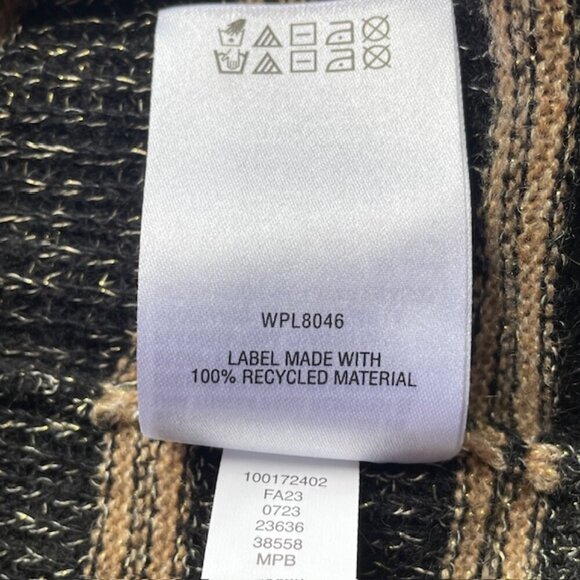 WPL8046
LABEL MADE WITH
100% RECYCLED MATERIAL
100172402
FA23
0723
23636
38558
MPB